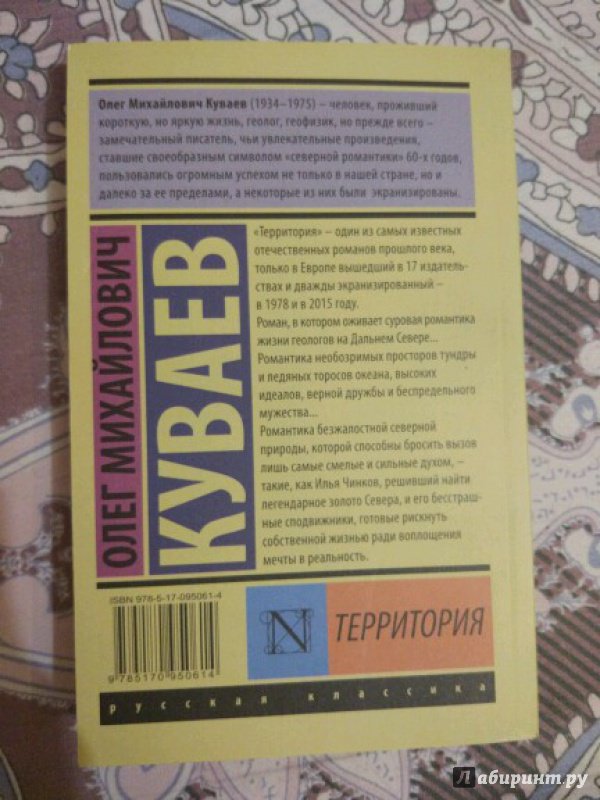 Олег Михайлович Куваев (1934–1975) – человек, проживший
короткую, но яркую жизнь, геолог, геофизик, но прежде всего –
замечательный писатель, чьи увлекательные произведения,
ставшие своеобразным символом «северной романтики» 60-х годов,
пользовались огромным успехом не только в нашей стране, но и
далеко за ее пределами, а некоторые из них были экранизированы.
ОЛЕГ МИХАЙЛОВИЧ
КУВАЕВ
«Территория» – один из самых известных
отечественных романов прошлого века,
только в Европе вышедший в 17 издатель-
ствах и дважды экранизированный –
в 1978 и в 2015 году.
Роман, в котором оживает суровая романтика
жизни геологов на Дальнем Севере...
Романтика необозримых просторов тундры
и ледяных торосов океана, высоких
идеалов, верной дружбы и беспредельного
мужества...
Романтика безжалостной северной
природы, которой способны бросить вызов
лишь самые смелые и сильные духом, –
такие, как Илья Чинков, решивший найти
легендарное золото Севера, и его бесстраш-
ные сподвижники, готовые рискнуть
собственной жизнью ради воплощения
мечты в реальность.
ISBN 978-5-17-095061-4
9 785170 950614
N
ТЕРРИТОРИЯ
русская классика
Лабиринт.ру